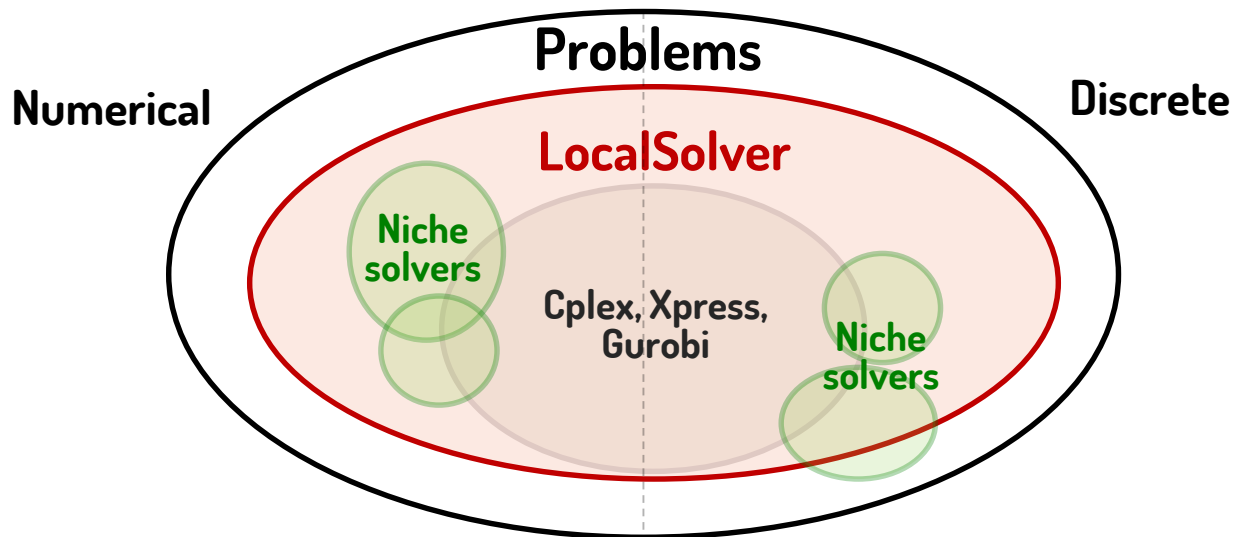 Problems
Numerical
Discrete
LocalSolver
Niche
solvers
Cplex, Xpress,
Gurobi
Niche
solvers